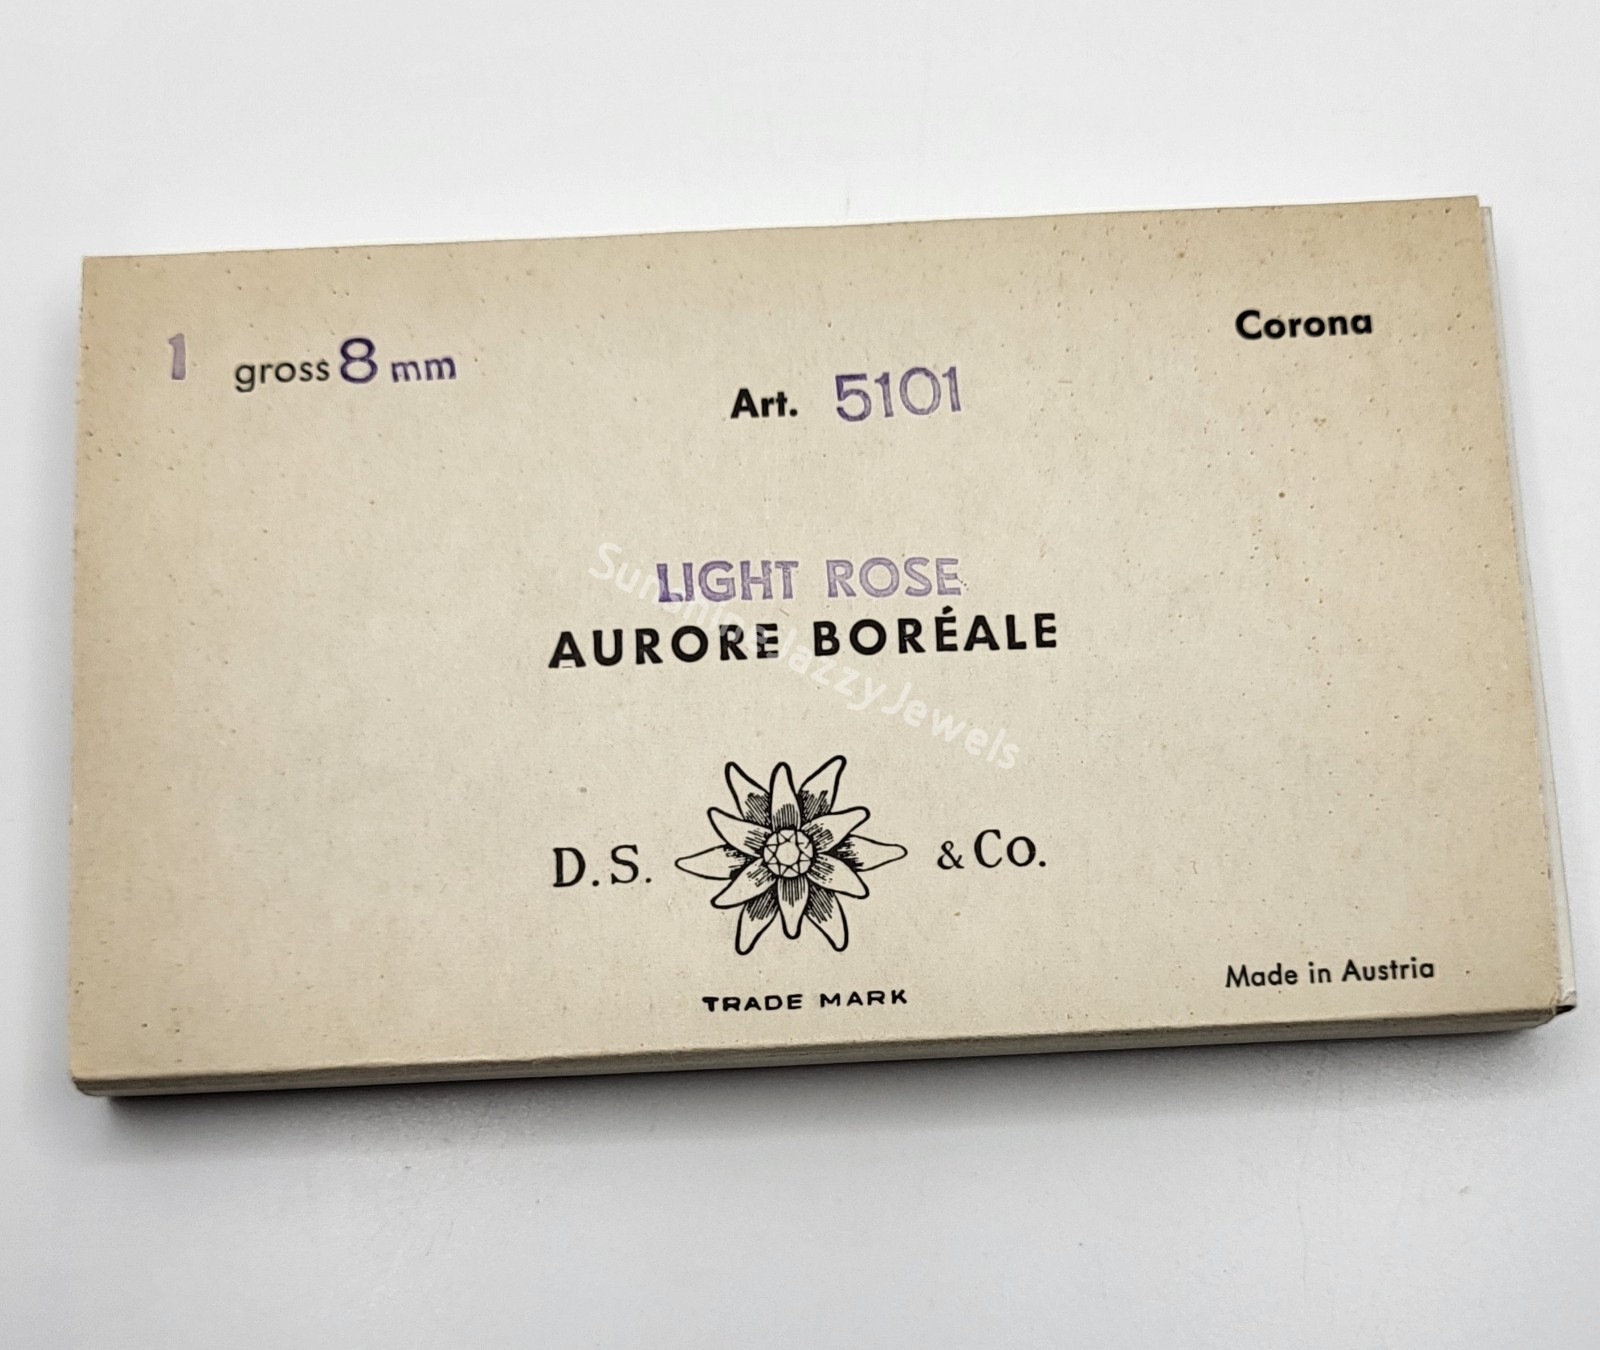 1 gross 8 mm
Corona
Art. 5101
LIGHT ROSE
AURORE BORÉALE
D.S. & Co.
TRADE MARK
Made in Austria